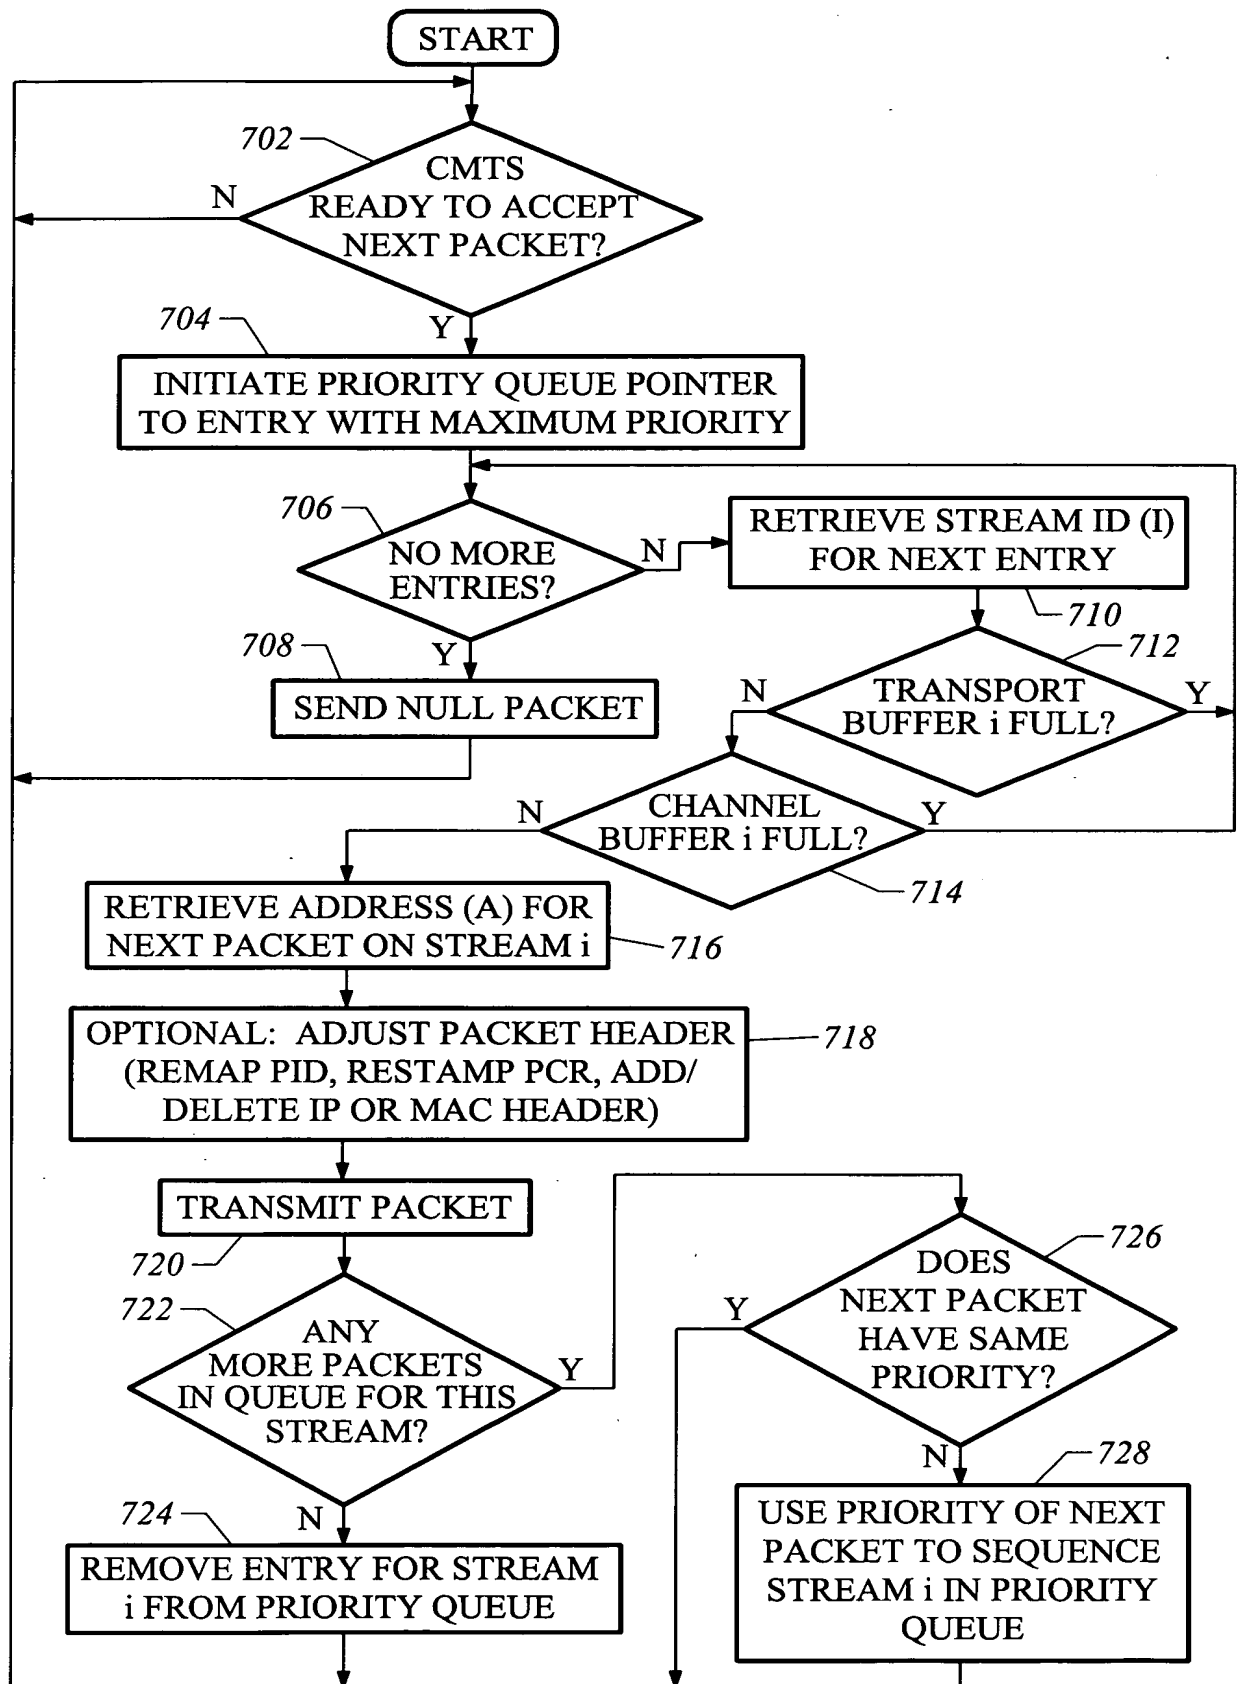 START
702
CMTS
READY TO ACCEPT
NEXT PACKET?
N
Y
704
INITIATE PRIORITY QUEUE POINTER
TO ENTRY WITH MAXIMUM PRIORITY
706
NO MORE
ENTRIES?
N
Y
RETRIEVE STREAM ID (I)
FOR NEXT ENTRY
710
708
SEND NULL PACKET
712
TRANSPORT
BUFFER i FULL?
N
Y
CHANNEL
BUFFER i FULL?
N
Y
714
RETRIEVE ADDRESS (A) FOR
NEXT PACKET ON STREAM i
716
OPTIONAL: ADJUST PACKET HEADER
(REMAP PID, RESTAMP PCR, ADD/
DELETE IP OR MAC HEADER)
718
TRANSMIT PACKET
720
722
ANY
MORE PACKETS
IN QUEUE FOR THIS
STREAM?
Y
N
726
DOES
NEXT PACKET
HAVE SAME
PRIORITY?
Y
N
724
REMOVE ENTRY FOR STREAM
i FROM PRIORITY QUEUE
728
USE PRIORITY OF NEXT
PACKET TO SEQUENCE
STREAM i IN PRIORITY
QUEUE